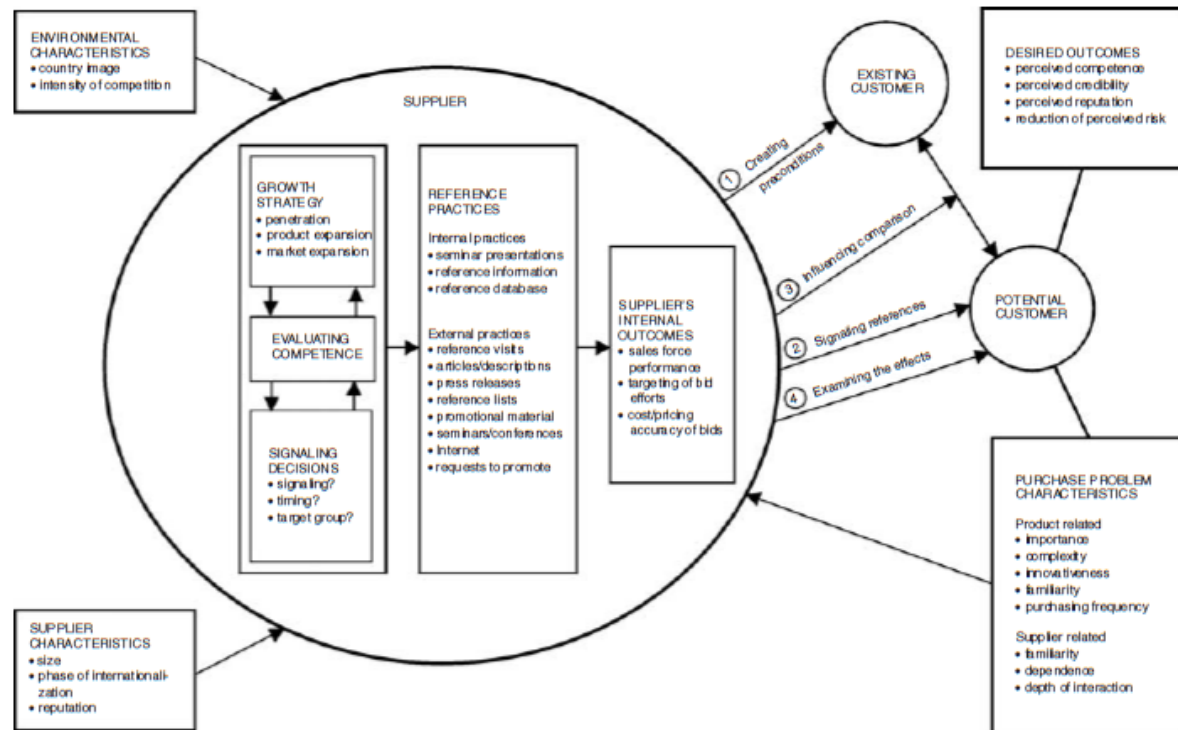 ENVIRONMENTAL
CHARACTERISTICS
• country image
• intensity of competition
SUPPLIER
EXISTING
CUSTOMER
DESIRED OUTCOMES
• perceived competence
• perceived credibility
• perceived reputation
• reduction of perceived risk
GROWTH
STRATEGY
• penetration
• product expansion
• market expansion
EVALUATING
COMPETENCE
SIGNALING
DECISIONS
• signaling?
• timing?
• target group?
REFERENCE
PRACTICES
Internal practices
• seminar presentations
• reference information
• reference database
External practices
• reference visits
• articles/descriptions
• press releases
• reference lists
• promotional material
• seminars/conferences
• Internet
• requests to promote
SUPPLIER'S
INTERNAL
OUTCOMES
• sales force
performance
• targeting of bid
efforts
• cost/pricing
accuracy of bids
1 Creating
preconditions
3 Influencing comparison
2 Signaling references
4 Examining the effects
POTENTIAL
CUSTOMER
SUPPLIER
CHARACTERISTICS
• size
• phase of internationali-
zation
• reputation
PURCHASE PROBLEM
CHARACTERISTICS
Product related
• importance
• complexity
• innovativeness
• familiarity
• purchasing frequency
Supplier related
• familiarity
• dependence
• depth of interaction